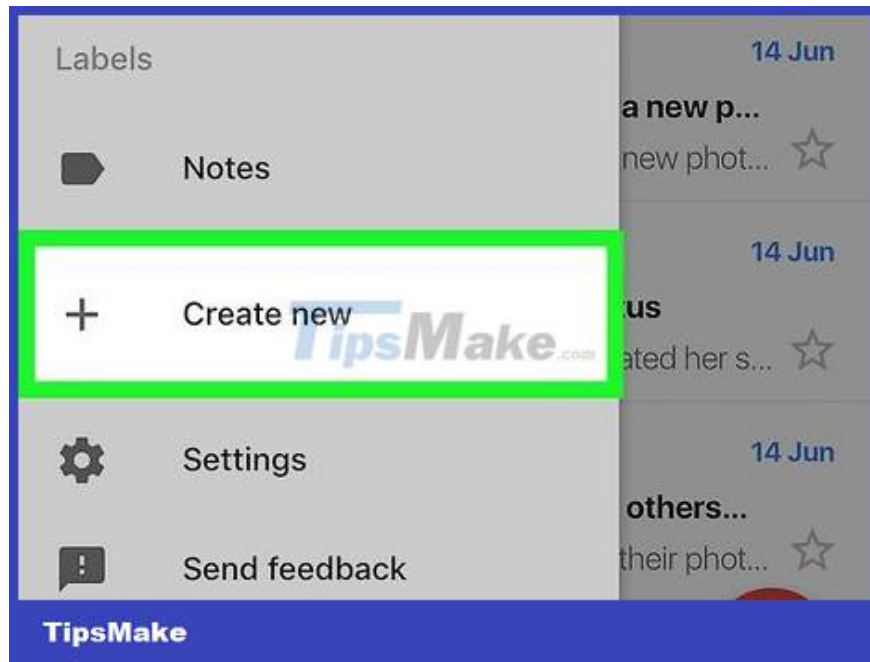 Labels
14 Jun
a new p...
Notes
new phot...
14 Jun
Create new
tus
TipsMake.com
ated her s...
Settings
14 Jun
others...
Send feedback
their phot...
TipsMake